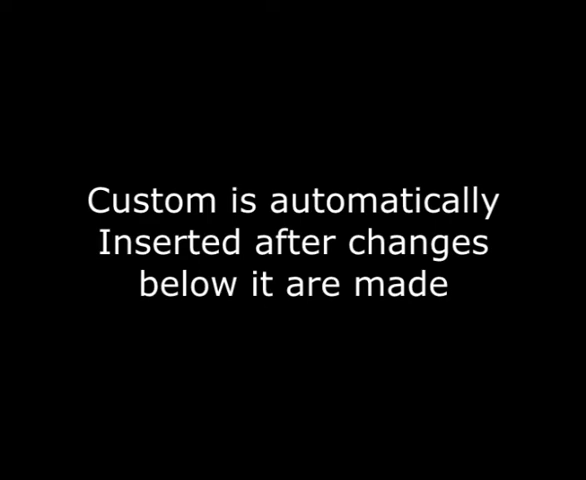 Custom is automatically
Inserted after changes
below it are made